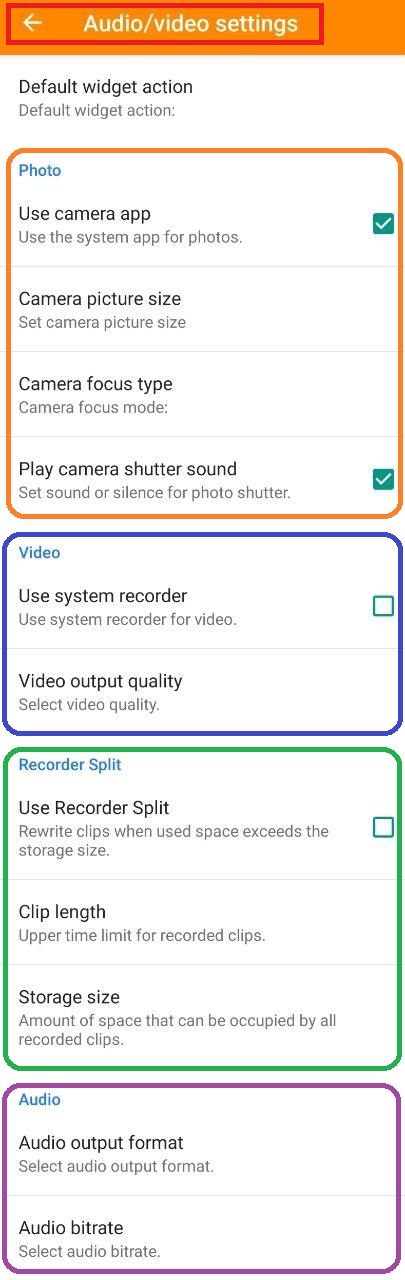 Audio/video settings
Default widget action
Default widget action:
Photo
Use camera app
Use the system app for photos.
Camera picture size
Set camera picture size
Camera focus type
Camera focus mode:
Play camera shutter sound
Set sound or silence for photo shutter.
Video
Use system recorder
Use system recorder for video.
Video output quality
Select video quality.
Recorder Split
Use Recorder Split
Rewrite clips when used space exceeds the
storage size.
Clip length
Upper time limit for recorded clips.
Storage size
Amount of space that can be occupied by all
recorded clips.
Audio
Audio output format
Select audio output format.
Audio bitrate
Select audio bitrate.